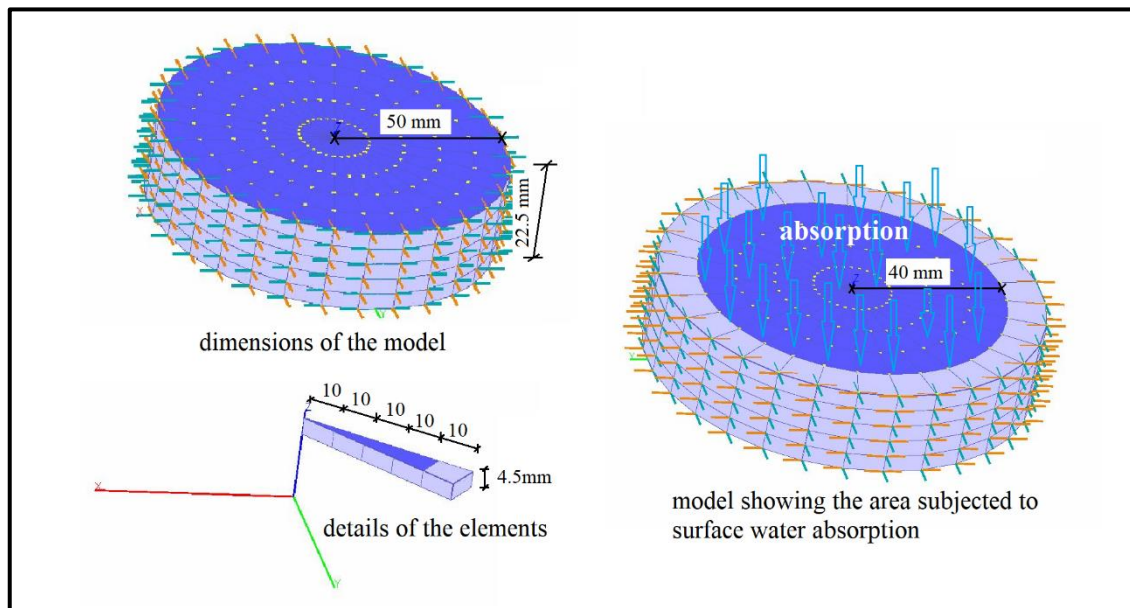 50 mm
22.5 mm
dimensions of the model
10
10
10
10
10
4.5mm
X
Y
details of the elements
absorption
40 mm
model showing the area subjected to
surface water absorption